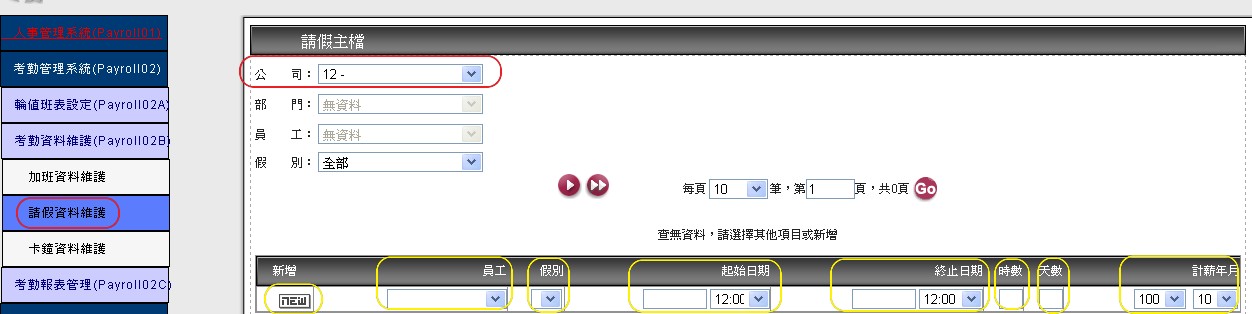 人事管理系統(Payroll01)
考勤管理系統(Payroll02)
輪值班表設定(Payroll02A)
考勤資料維護(Payroll02B)
加班資料維護
請假資料維護
卡鐘資料維護
考勤報表管理(Payroll02C)
請假主檔
公 司： 12 -
部 門： 無資料
員 工： 無資料
假 別： 全部
每頁 10 筆，第 1 頁，共0頁 Go
查無資料，請選擇其他項目或新增
新增 員工 假別 起始日期 終止日期 時數 天數 計薪年月
NEW 12:00 12:00 100 10